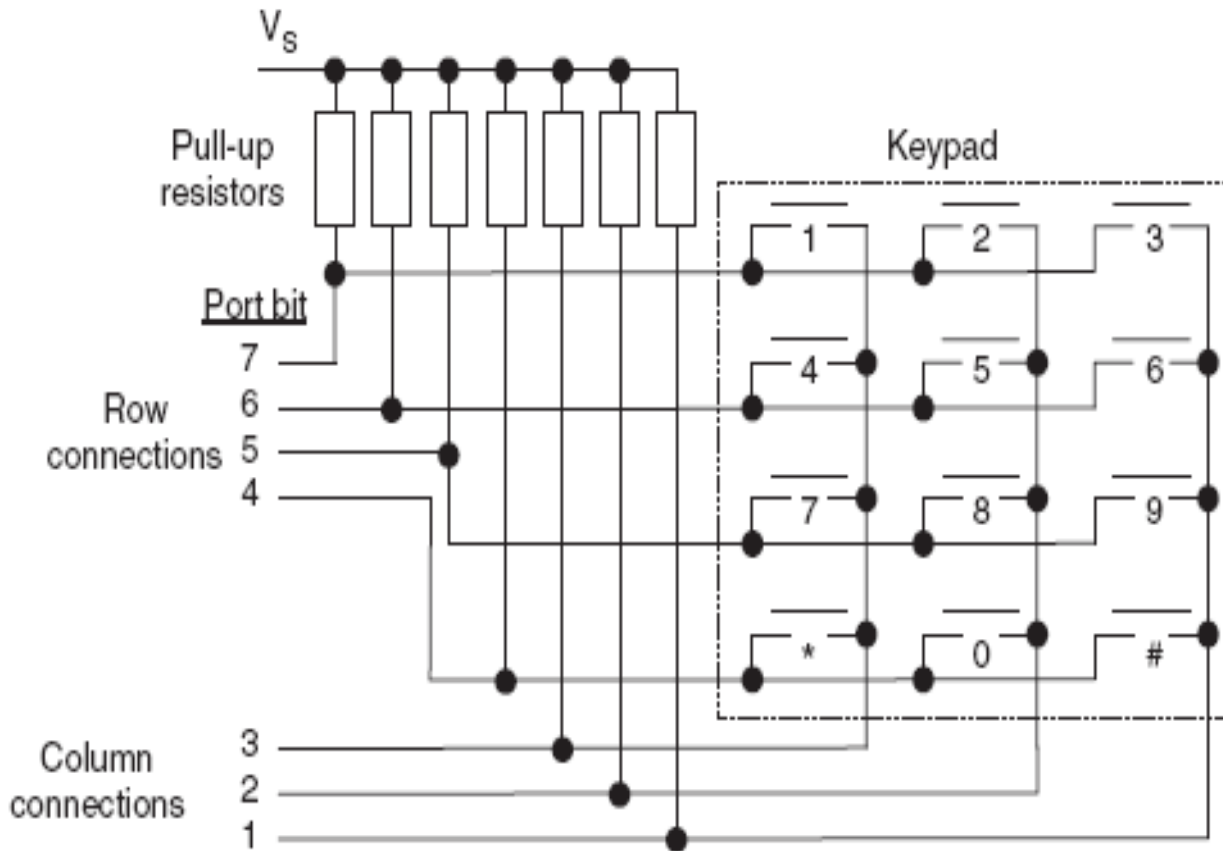 V_S
Pull-up
resistors
Keypad
1 2 3
Port bit
7
4 5 6
6
Row
connections
5
4
7 8 9
* 0 #
3
Column
connections
2
1